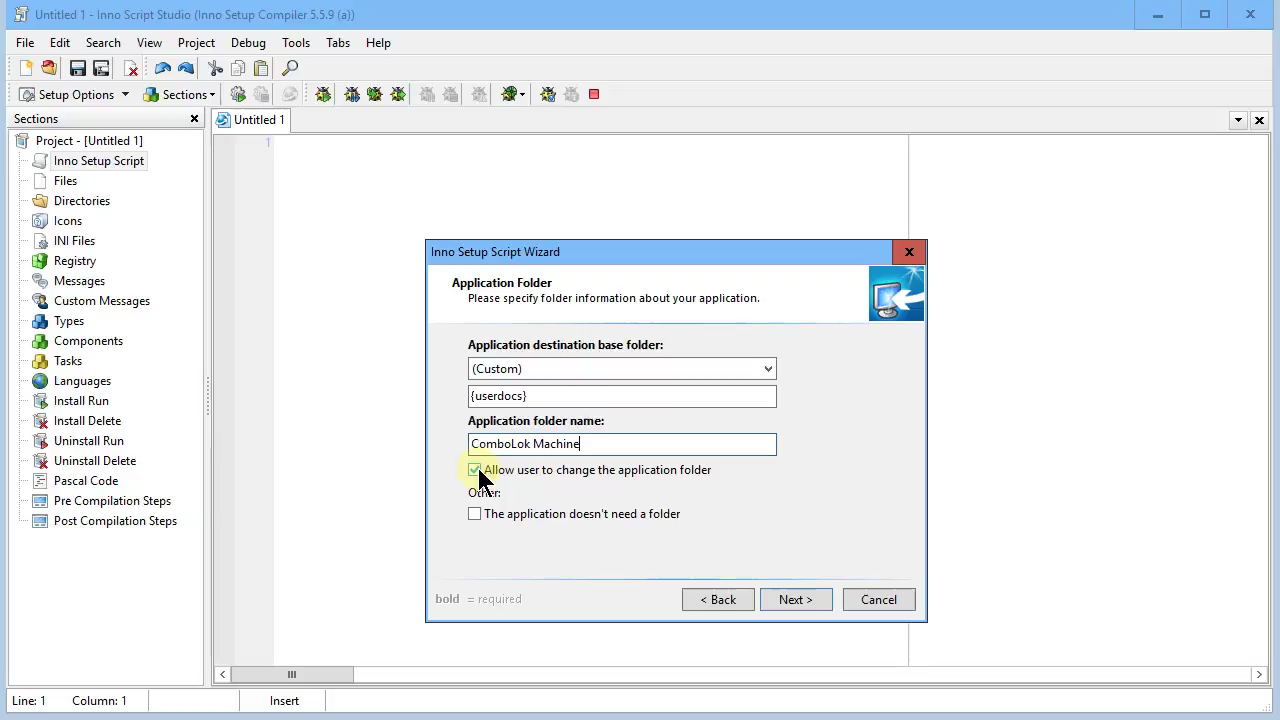 Untitled 1 - Inno Script Studio (Inno Setup Compiler 5.5.9 (a))
File Edit Search View Project Debug Tools Tabs Help
Setup Options Sections
Sections
Untitled 1
Project - [Untitled 1]
Inno Setup Script
Files
Directories
Icons
INI Files
Registry
Messages
Custom Messages
Types
Components
Tasks
Languages
Install Run
Install Delete
Uninstall Run
Uninstall Delete
Pascal Code
Pre Compilation Steps
Post Compilation Steps
1
Inno Setup Script Wizard
Application Folder
Please specify folder information about your application.
Application destination base folder:
(Custom)
{userdocs}
Application folder name:
ComboLok Machine
Allow user to change the application folder
Other:
The application doesn't need a folder
bold = required
< Back Next > Cancel
Line: 1 Column: 1 Insert